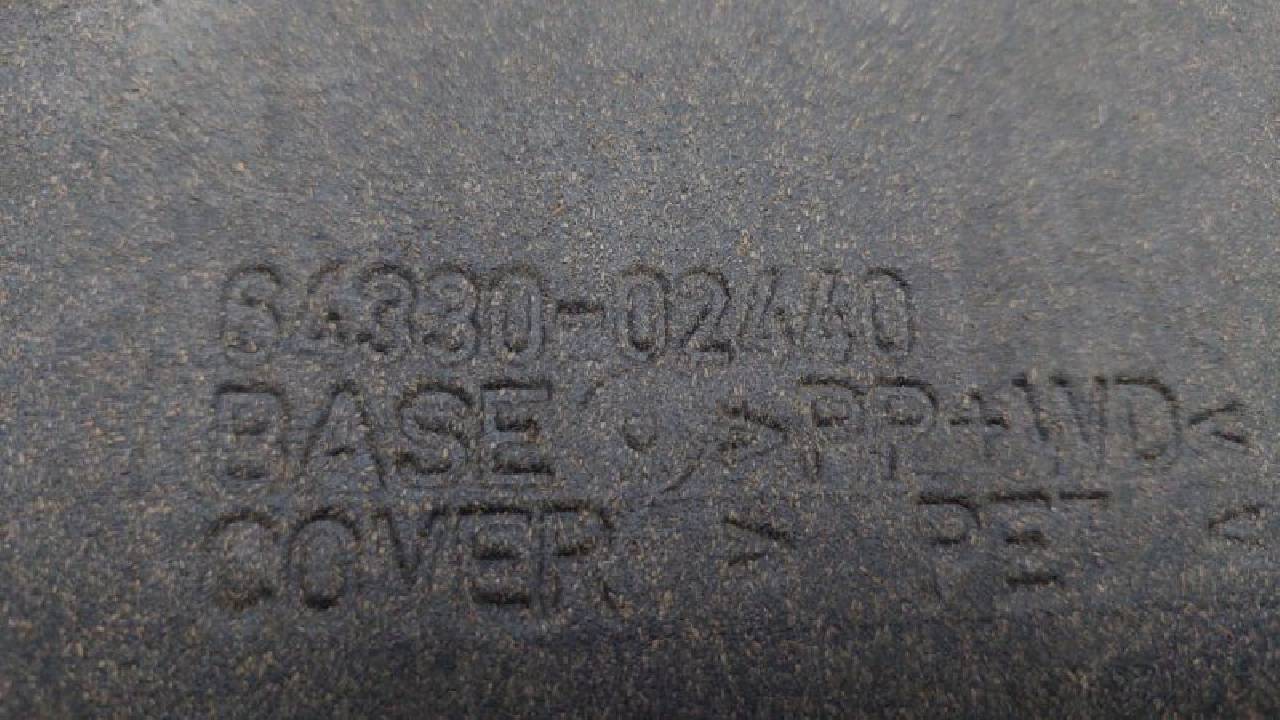 64330-02440
BASE >PP+WD<
COVER > PET <